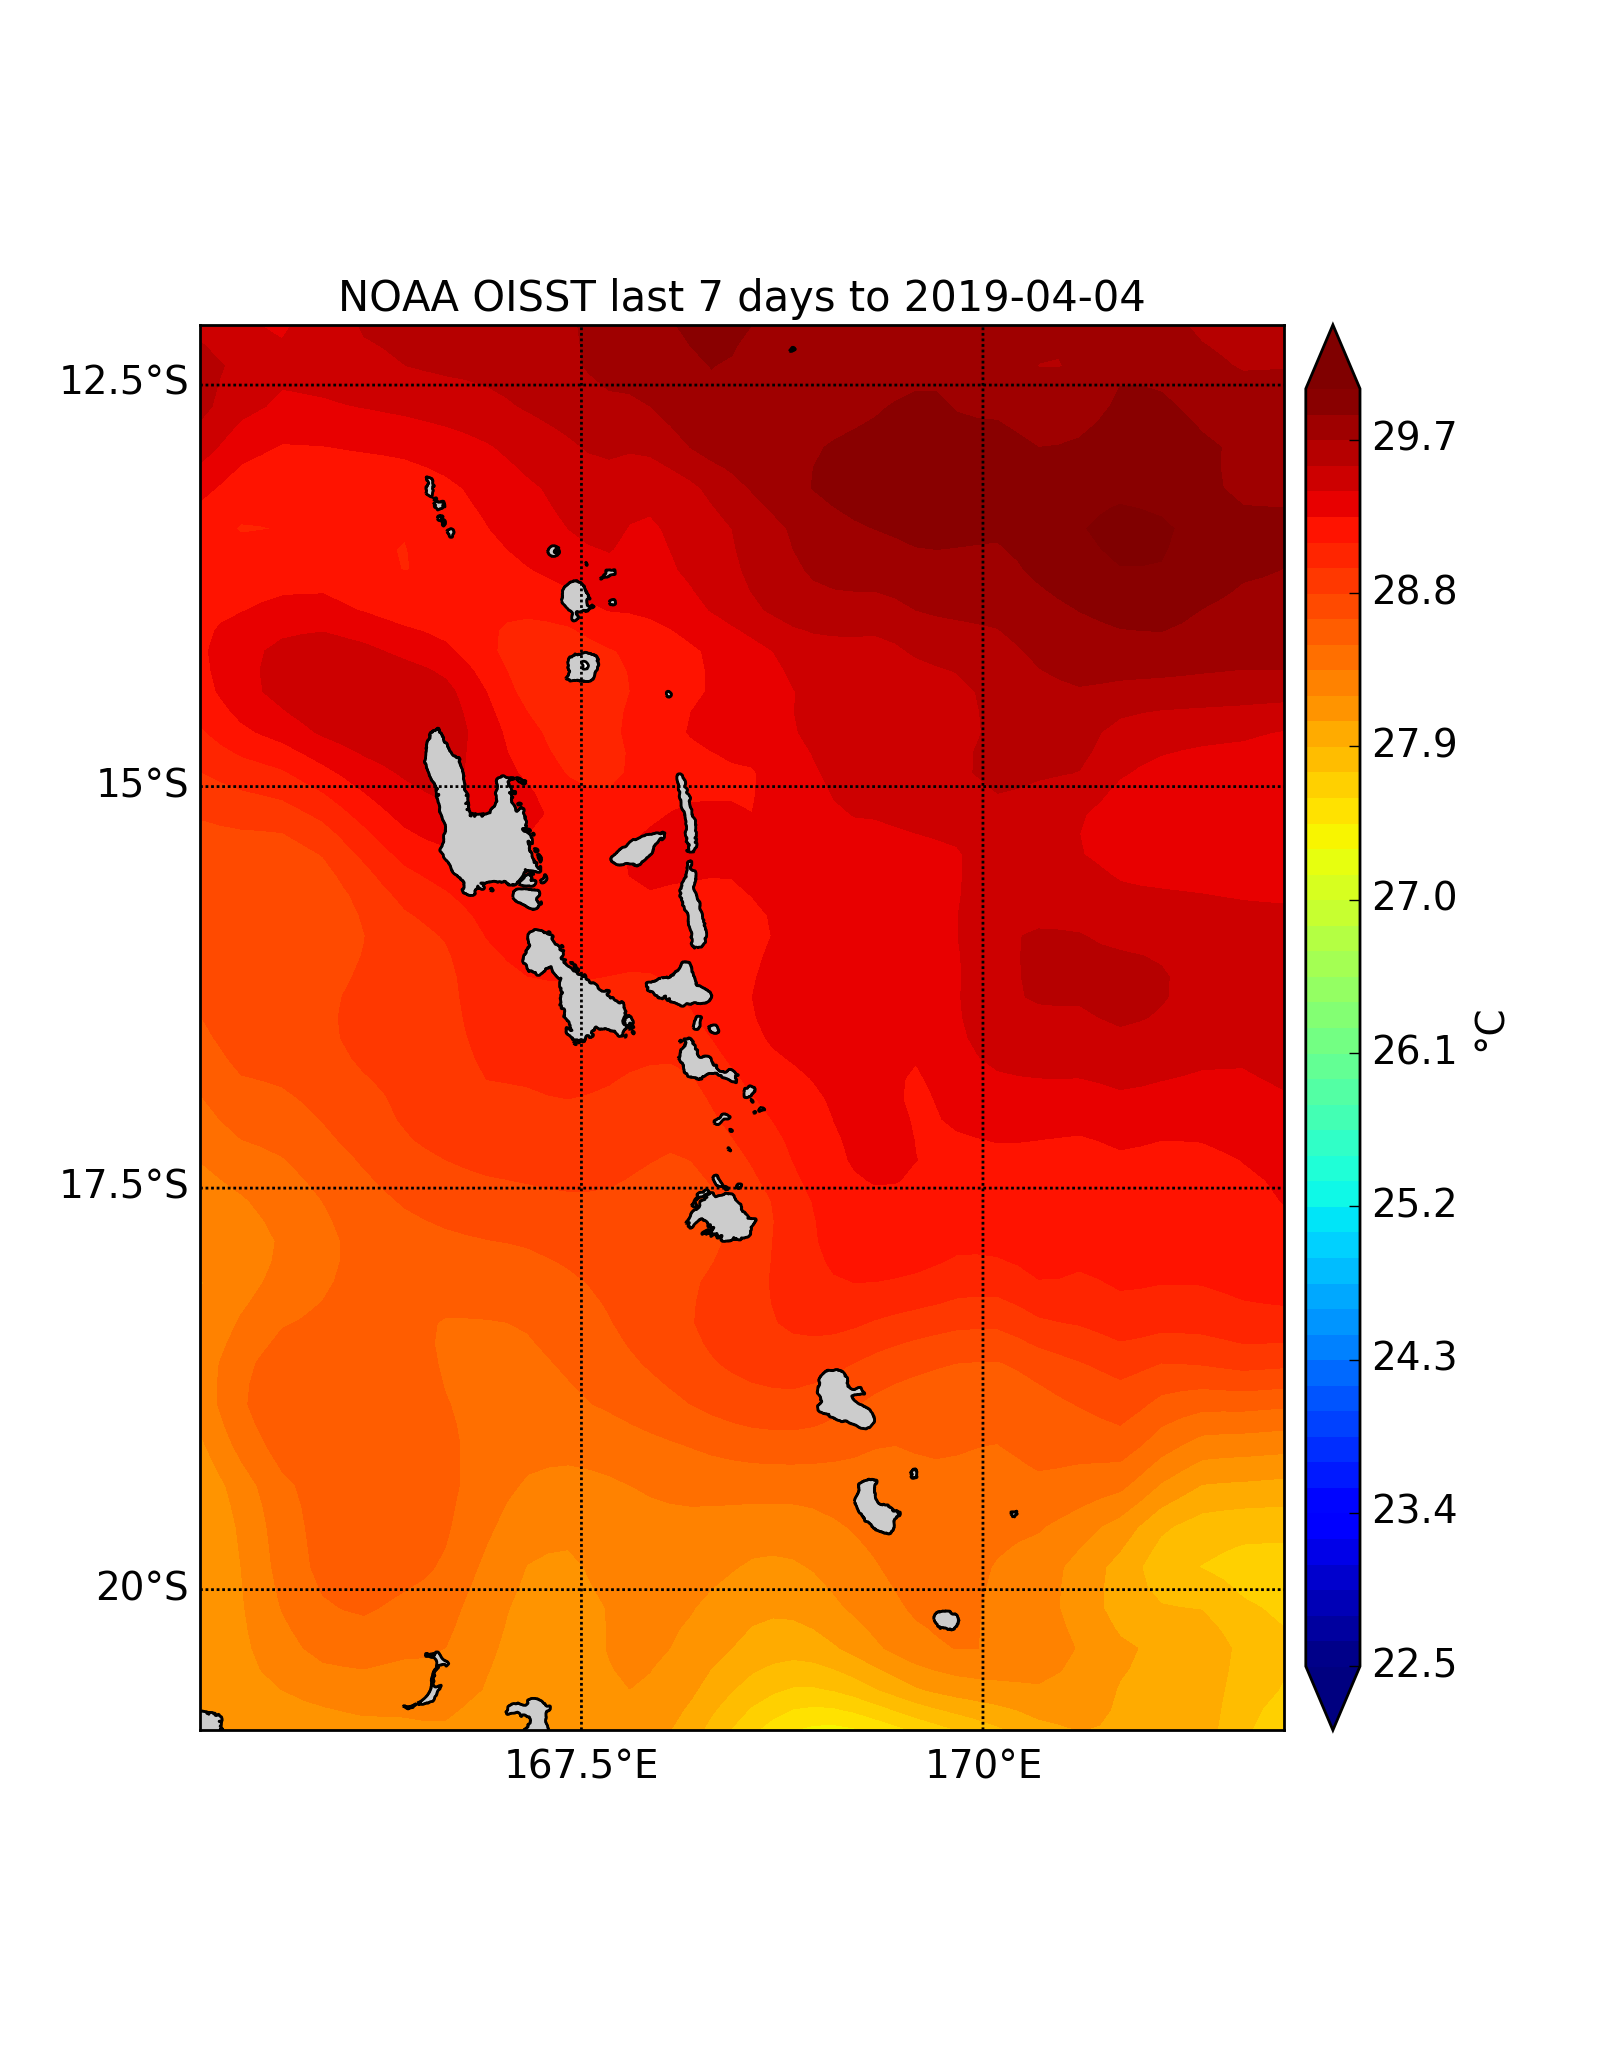 NOAA OISST last 7 days to 2019-04-04
12.5°S
15°S
17.5°S
20°S
167.5°E
170°E
29.7
28.8
27.9
27.0
26.1
25.2
24.3
23.4
22.5
°C